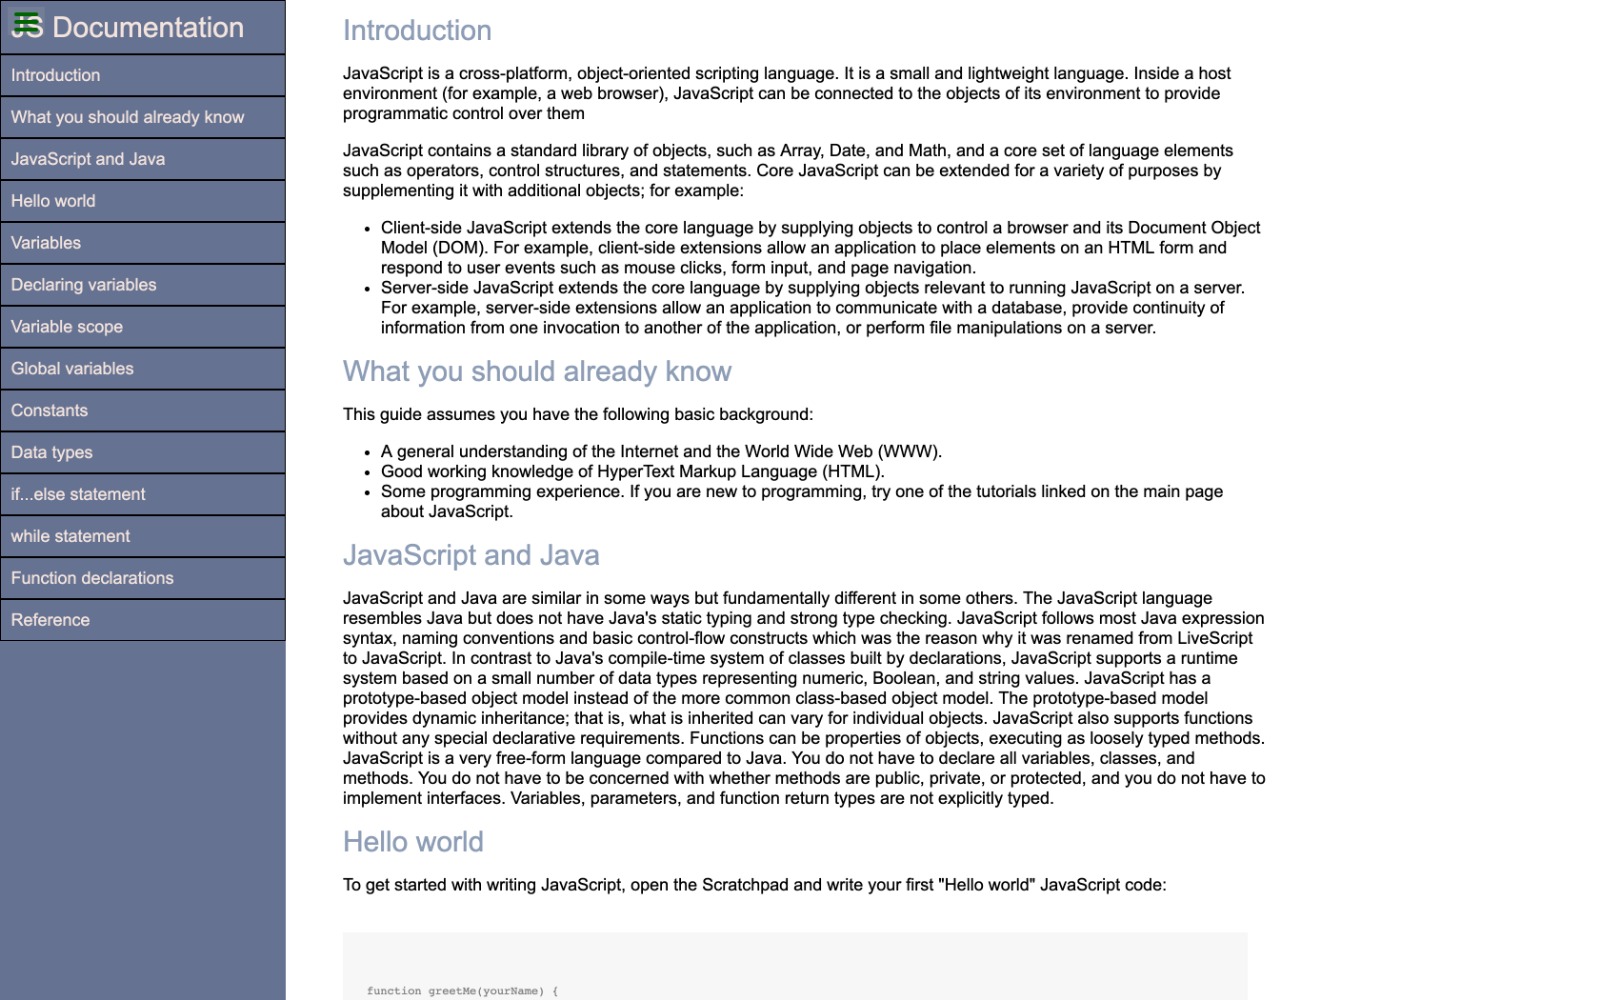 JS Documentation
Introduction
What you should already know
JavaScript and Java
Hello world
Variables
Declaring variables
Variable scope
Global variables
Constants
Data types
if...else statement
while statement
Function declarations
Reference
Introduction
JavaScript is a cross-platform, object-oriented scripting language. It is a small and lightweight language. Inside a host
environment (for example, a web browser), JavaScript can be connected to the objects of its environment to provide
programmatic control over them
JavaScript contains a standard library of objects, such as Array, Date, and Math, and a core set of language elements
such as operators, control structures, and statements. Core JavaScript can be extended for a variety of purposes by
supplementing it with additional objects; for example:
• Client-side JavaScript extends the core language by supplying objects to control a browser and its Document Object
Model (DOM). For example, client-side extensions allow an application to place elements on an HTML form and
respond to user events such as mouse clicks, form input, and page navigation.
• Server-side JavaScript extends the core language by supplying objects relevant to running JavaScript on a server.
For example, server-side extensions allow an application to communicate with a database, provide continuity of
information from one invocation to another of the application, or perform file manipulations on a server.
What you should already know
This guide assumes you have the following basic background:
• A general understanding of the Internet and the World Wide Web (WWW).
• Good working knowledge of HyperText Markup Language (HTML).
• Some programming experience. If you are new to programming, try one of the tutorials linked on the main page
about JavaScript.
JavaScript and Java
JavaScript and Java are similar in some ways but fundamentally different in some others. The JavaScript language
resembles Java but does not have Java's static typing and strong type checking. JavaScript follows most Java expression
syntax, naming conventions and basic control-flow constructs which was the reason why it was renamed from LiveScript
to JavaScript. In contrast to Java's compile-time system of classes built by declarations, JavaScript supports a runtime
system based on a small number of data types representing numeric, Boolean, and string values. JavaScript has a
prototype-based object model instead of the more common class-based object model. The prototype-based model
provides dynamic inheritance; that is, what is inherited can vary for individual objects. JavaScript also supports functions
without any special declarative requirements. Functions can be properties of objects, executing as loosely typed methods.
JavaScript is a very free-form language compared to Java. You do not have to declare all variables, classes, and
methods. You do not have to be concerned with whether methods are public, private, or protected, and you do not have to
implement interfaces. Variables, parameters, and function return types are not explicitly typed.
Hello world
To get started with writing JavaScript, open the Scratchpad and write your first "Hello world" JavaScript code:
function greetMe(yourName) {